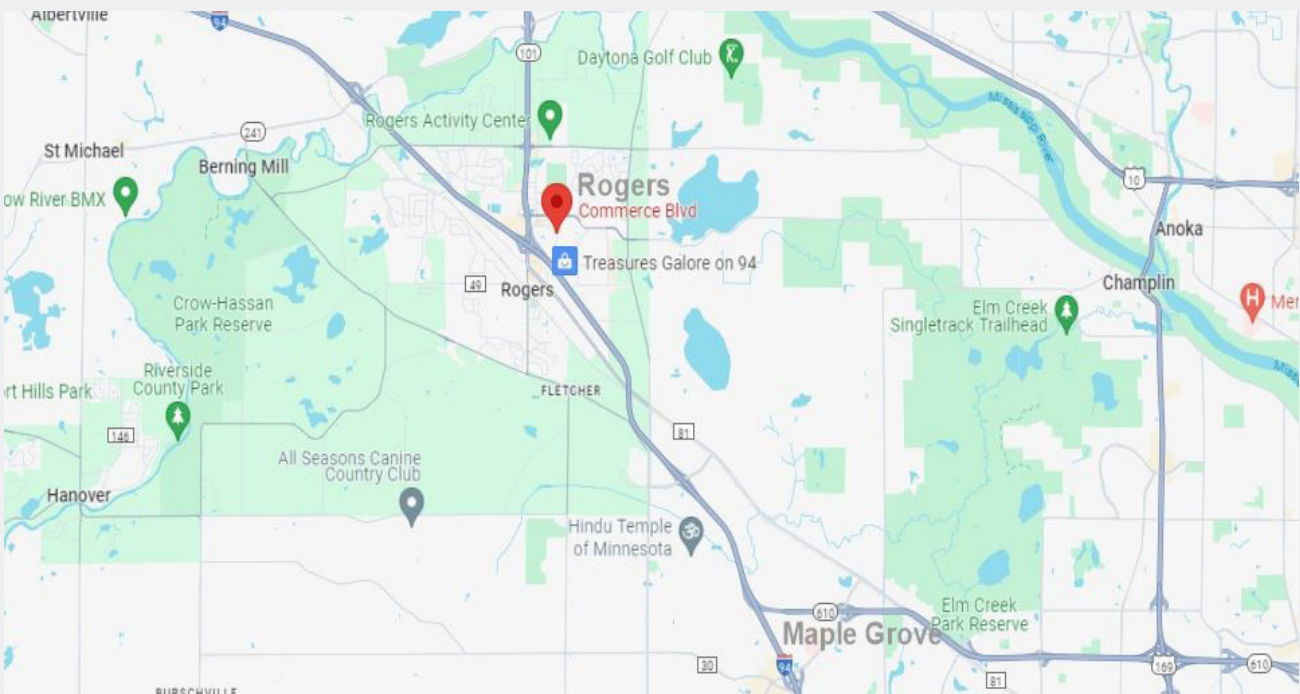 Albertville
94
101
Daytona Golf Club
Mississippi River
Rogers Activity Center
241
St Michael
Berning Mill
10
ow River BMX
Rogers
Commerce Blvd
Anoka
Treasures Galore on 94
49
Rogers
Champlin
Crow-Hassan
Park Reserve
Elm Creek
Singletrack Trailhead
H
Mer
Riverside
County Park
Miss
ort Hills Park
FLETCHER
146
81
All Seasons Canine
Country Club
Hanover
Hindu Temple
of Minnesota
610
Elm Creek
Park Reserve
Maple Grove
30
94
169
610
81
BURSCHVILLE